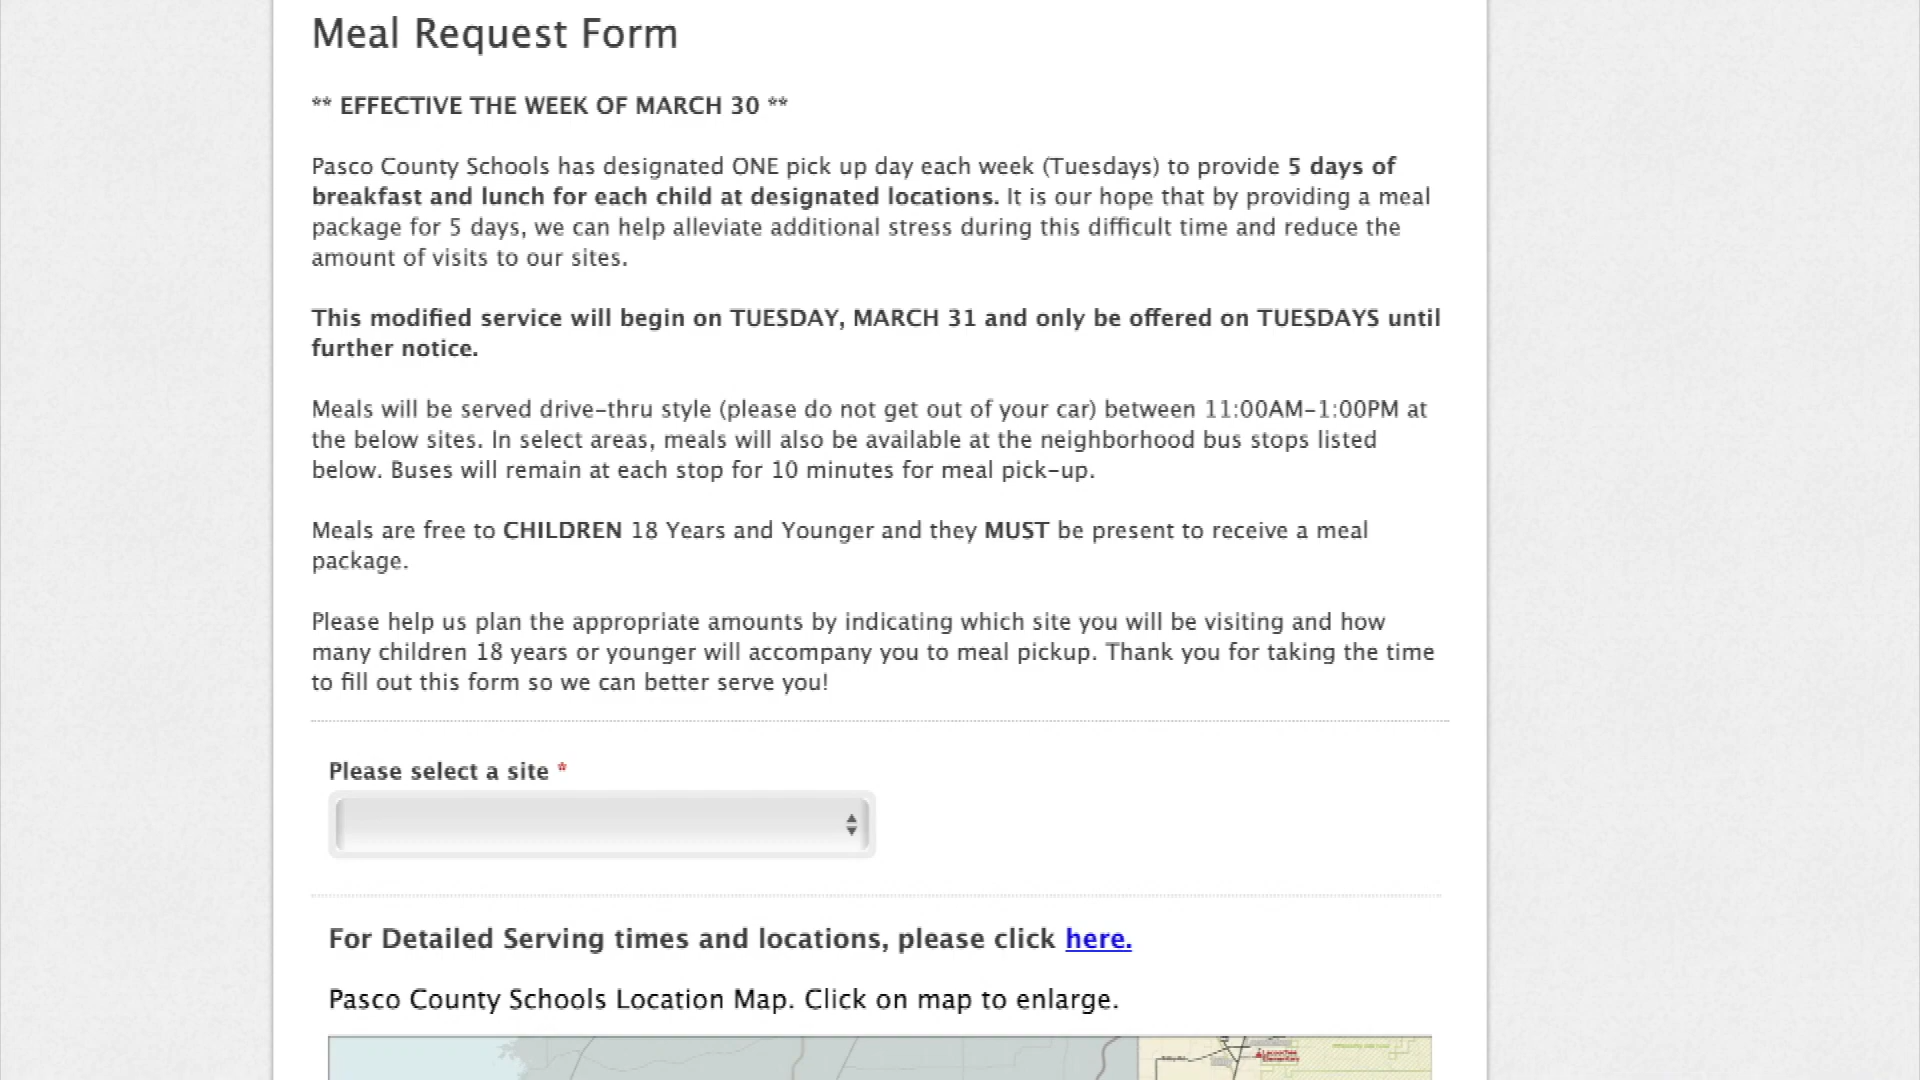 Meal Request Form
** EFFECTIVE THE WEEK OF MARCH 30 **
Pasco County Schools has designated ONE pick up day each week (Tuesdays) to provide 5 days of
breakfast and lunch for each child at designated locations. It is our hope that by providing a meal
package for 5 days, we can help alleviate additional stress during this difficult time and reduce the
amount of visits to our sites.
This modified service will begin on TUESDAY, MARCH 31 and only be offered on TUESDAYS until
further notice.
Meals will be served drive-thru style (please do not get out of your car) between 11:00AM-1:00PM at
the below sites. In select areas, meals will also be available at the neighborhood bus stops listed
below. Buses will remain at each stop for 10 minutes for meal pick-up.
Meals are free to CHILDREN 18 Years and Younger and they MUST be present to receive a meal
package.
Please help us plan the appropriate amounts by indicating which site you will be visiting and how
many children 18 years or younger will accompany you to meal pickup. Thank you for taking the time
to fill out this form so we can better serve you!
Please select a site *
For Detailed Serving times and locations, please click here.
Pasco County Schools Location Map. Click on map to enlarge.
Lacoochee
Elementary